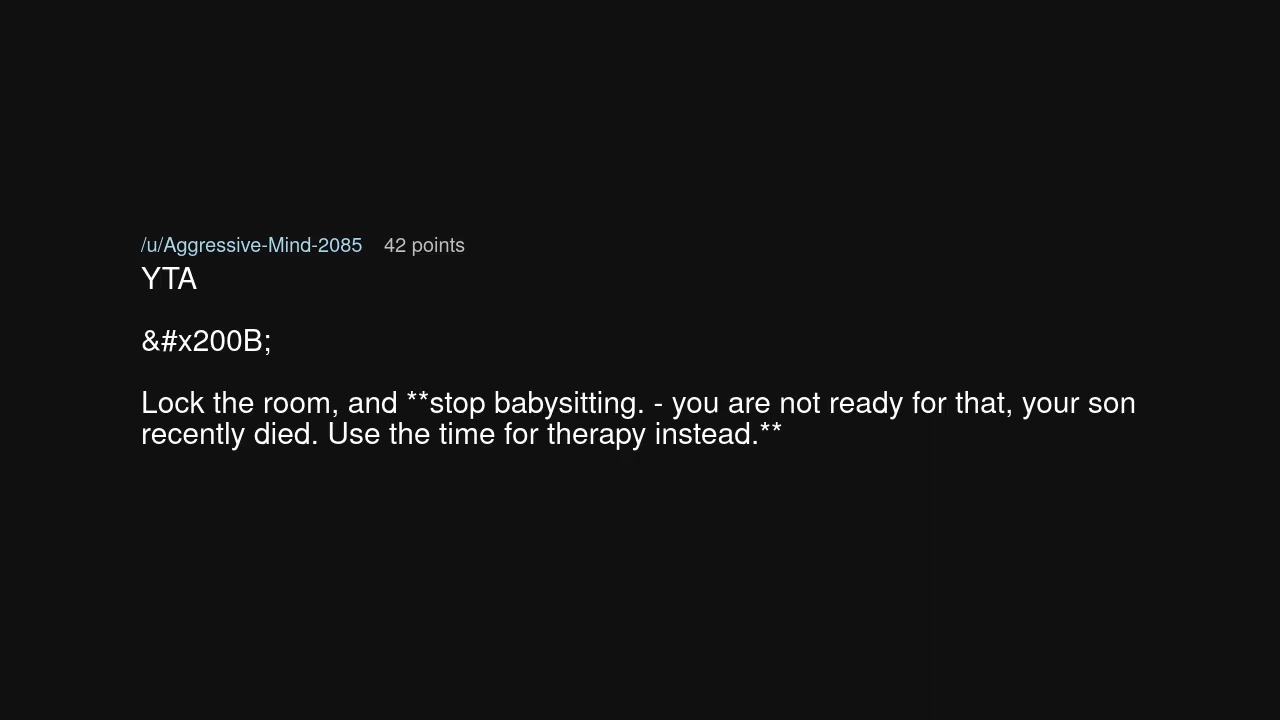 /u/Aggressive-Mind-2085 42 points
YTA
&#x200B;
Lock the room, and **stop babysitting. - you are not ready for that, your son
recently died. Use the time for therapy instead.**